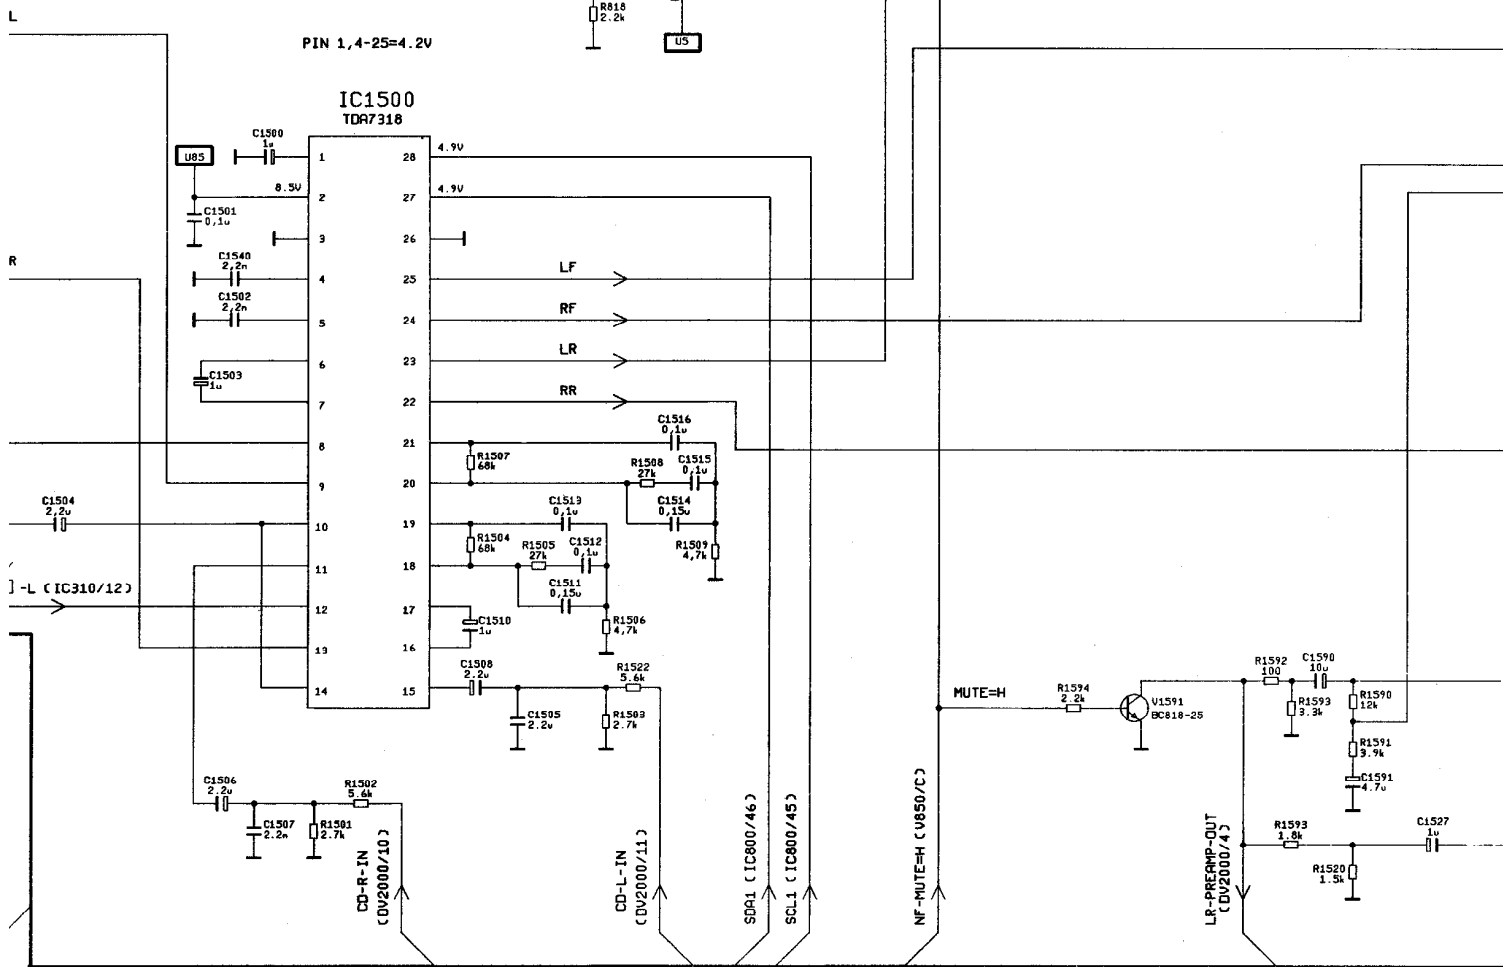 L
R818
2.2k
U5
PIN 1,4-25=4.2V
IC1500
TDA7318
C1500
1u
U85
8.5V
C1501
0,1u
C1540
2,2n
C1502
2,2n
C1503
1u
R
C1504
2,2u
]-L (IC310/12)
1
2
3
4
5
6
7
8
9
10
11
12
13
14
28
27
26
25
24
23
22
21
20
19
18
17
16
15
4.9V
4.9V
LF
RF
LR
RR
C1516
0,1u
R1507
68k
R1508
27k
C1515
0,1u
C1514
0,15u
R1509
4,7k
C1513
0,1u
R1504
68k
R1505
27k
C1512
0,1u
C1511
0,15u
R1506
4,7k
C1510
1u
C1508
2.2u
R1522
5.6k
C1505
2.2u
R1503
2.7k
C1506
2.2u
R1502
5.6k
C1507
2.2n
R1501
2.7k
CD-R-IN
(DV2000/10)
CD-L-IN
(DV2000/11)
SDA1 (IC800/46)
SCL1 (IC800/45)
NF-MUTE=H (V850/C)
MUTE=H
R1594
2.2k
V1591
BC818-25
R1592
100
C1590
10u
R1593
3.3k
R1590
12k
R1591
3.9k
C1591
4.7u
LR-PREAMP-OUT
(DV2000/4)
R1593
1.8k
C1527
1u
R1520
1.5k